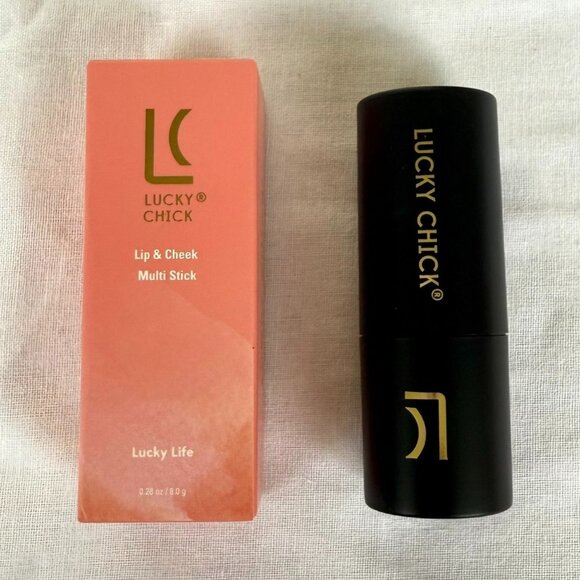 LC
LUCKY®
CHICK
Lip & Cheek
Multi Stick
Lucky Life
0.28 oz / 8.0 g
LUCKY CHICK®
LC